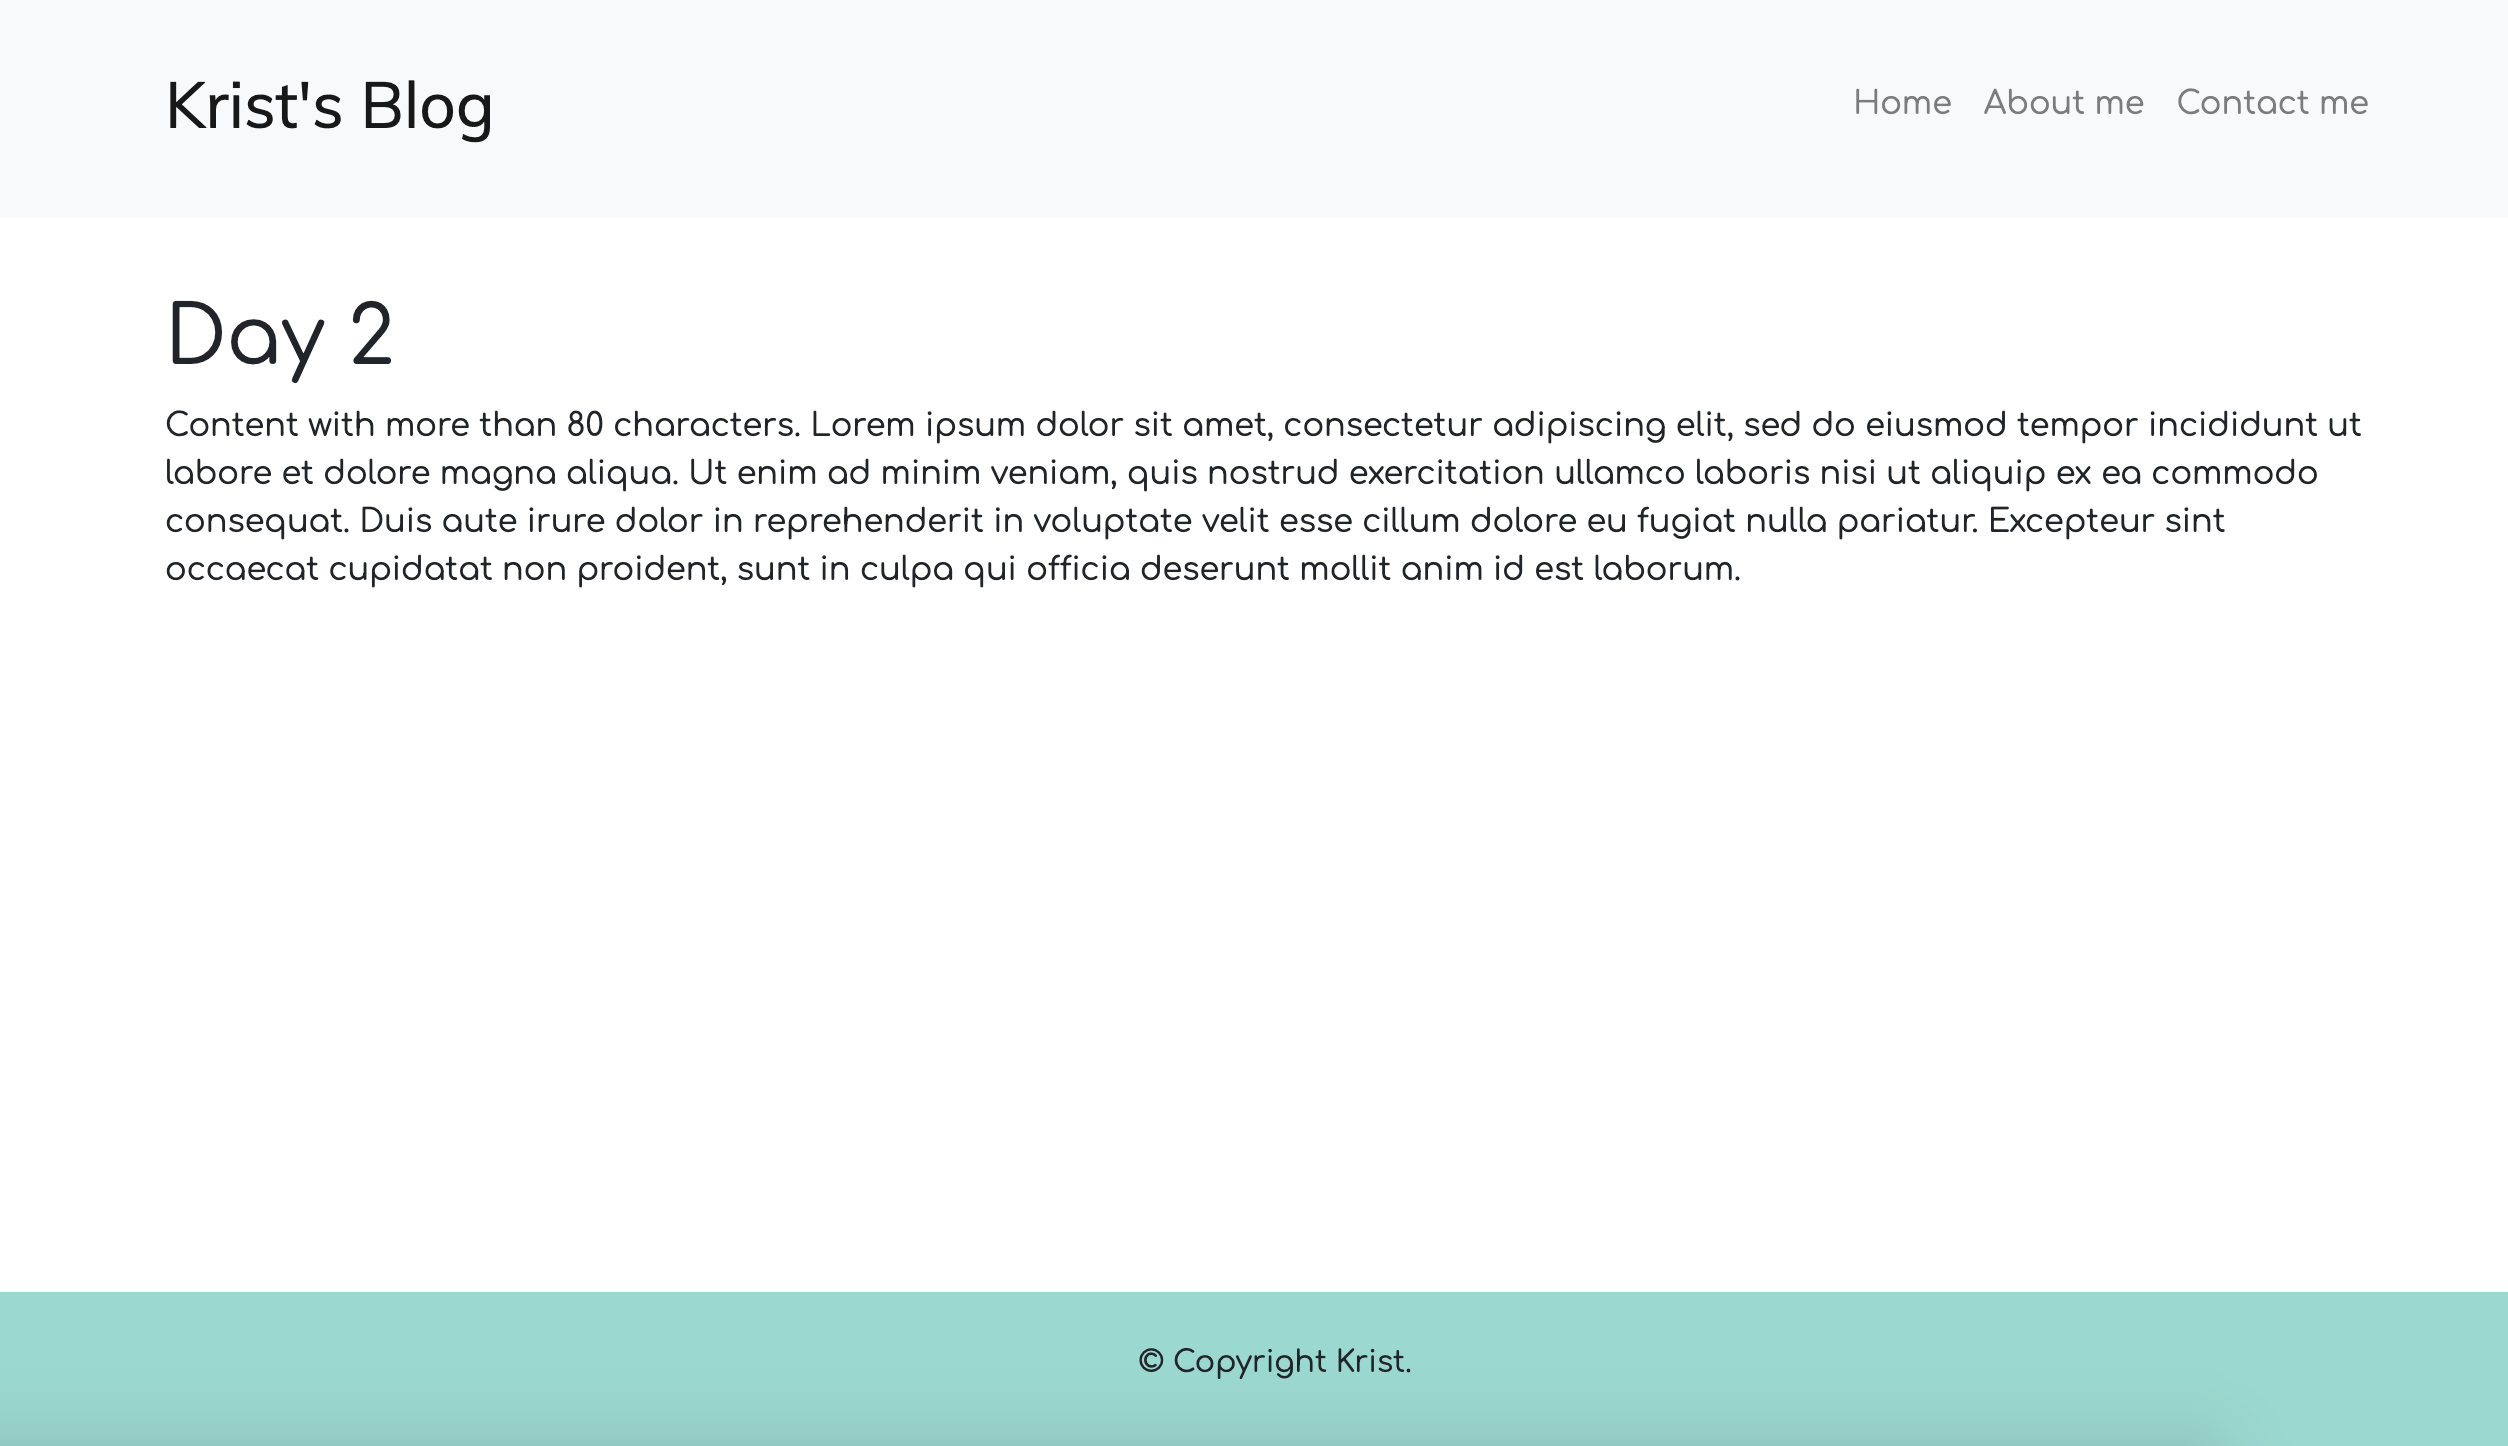 Krist's Blog
Home About me Contact me
Day 2
Content with more than 80 characters. Lorem ipsum dolor sit amet, consectetur adipiscing elit, sed do eiusmod tempor incididunt ut
labore et dolore magna aliqua. Ut enim ad minim veniam, quis nostrud exercitation ullamco laboris nisi ut aliquip ex ea commodo
consequat. Duis aute irure dolor in reprehenderit in voluptate velit esse cillum dolore eu fugiat nulla pariatur. Excepteur sint
occaecat cupidatat non proident, sunt in culpa qui officia deserunt mollit anim id est laborum.
© Copyright Krist.